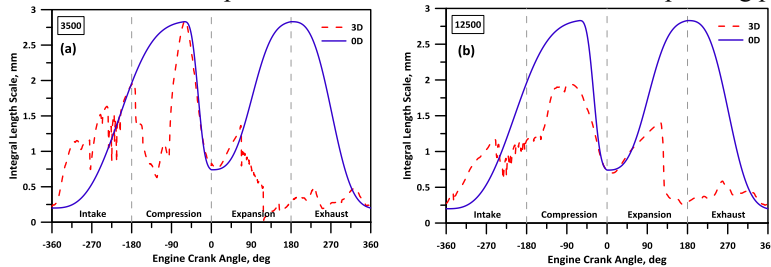 3500
(a)
3D
0D
Integral Length Scale, mm
3
2.5
2
1.5
1
0.5
0
Intake
Compression
Expansion
Exhaust
-360
-270
-180
-90
0
90
180
270
360
Engine Crank Angle, deg
12500
(b)
3D
0D
Integral Length Scale, mm
3
2.5
2
1.5
1
0.5
0
Intake
Compression
Expansion
Exhaust
-360
-270
-180
-90
0
90
180
270
360
Engine Crank Angle, deg